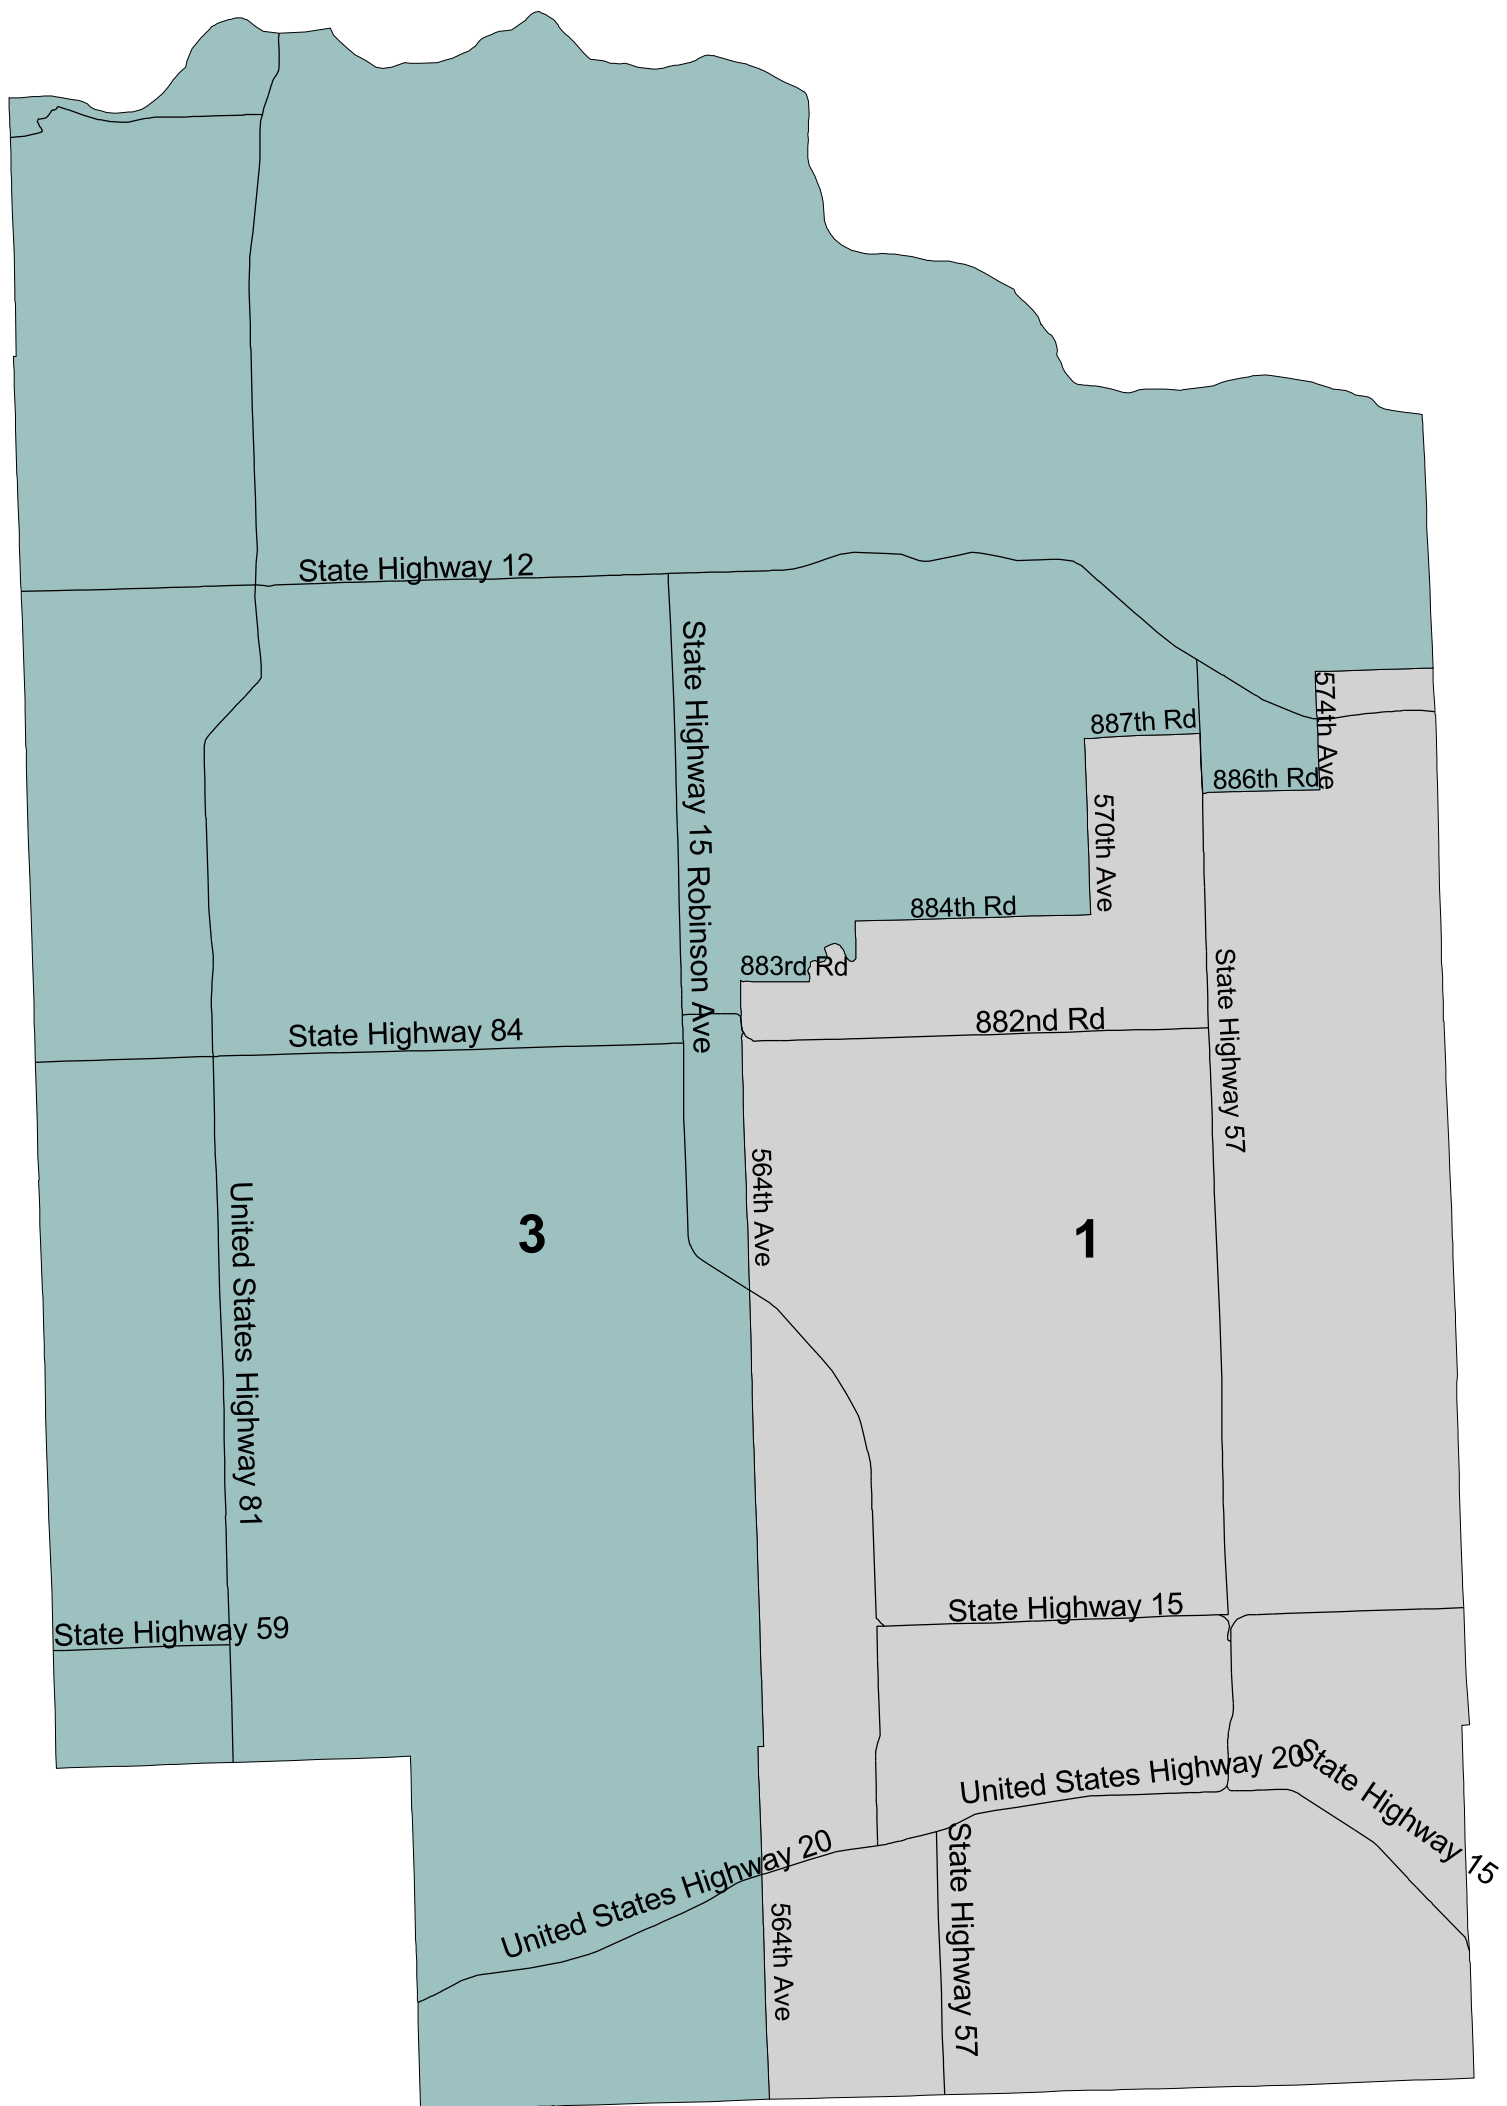 State Highway 12
State Highway 15 Robinson Ave
574th Ave
887th Rd
886th Rd
570th Ave
884th Rd
883rd Rd
State Highway 57
882nd Rd
State Highway 84
564th Ave
United States Highway 81
3
1
State Highway 15
State Highway 59
United States Highway 20
State Highway 15
United States Highway 20
State Highway 57
564th Ave